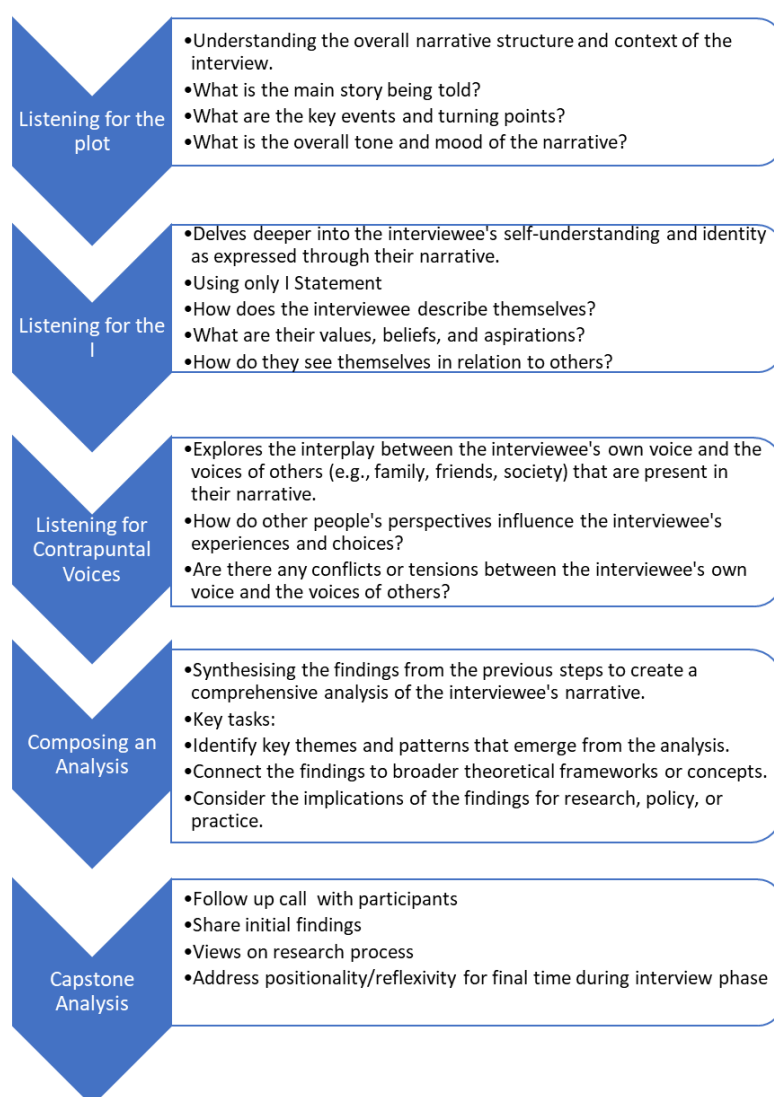 Listening for the
plot
•Understanding the overall narrative structure and context of the
interview.
•What is the main story being told?
•What are the key events and turning points?
•What is the overall tone and mood of the narrative?
Listening for the
I
•Delves deeper into the interviewee's self-understanding and identity
as expressed through their narrative.
•Using only I Statement
•How does the interviewee describe themselves?
•What are their values, beliefs, and aspirations?
•How do they see themselves in relation to others?
Listening for
Contrapuntal
Voices
•Explores the interplay between the interviewee's own voice and the
voices of others (e.g., family, friends, society) that are present in
their narrative.
•How do other people's perspectives influence the interviewee's
experiences and choices?
•Are there any conflicts or tensions between the interviewee's own
voice and the voices of others?
Composing an
Analysis
•Synthesising the findings from the previous steps to create a
comprehensive analysis of the interviewee's narrative.
•Key tasks:
•Identify key themes and patterns that emerge from the analysis.
•Connect the findings to broader theoretical frameworks or concepts.
•Consider the implications of the findings for research, policy, or
practice.
Capstone
Analysis
•Follow up call with participants
•Share initial findings
•Views on research process
•Address positionality/reflexivity for final time during interview phase